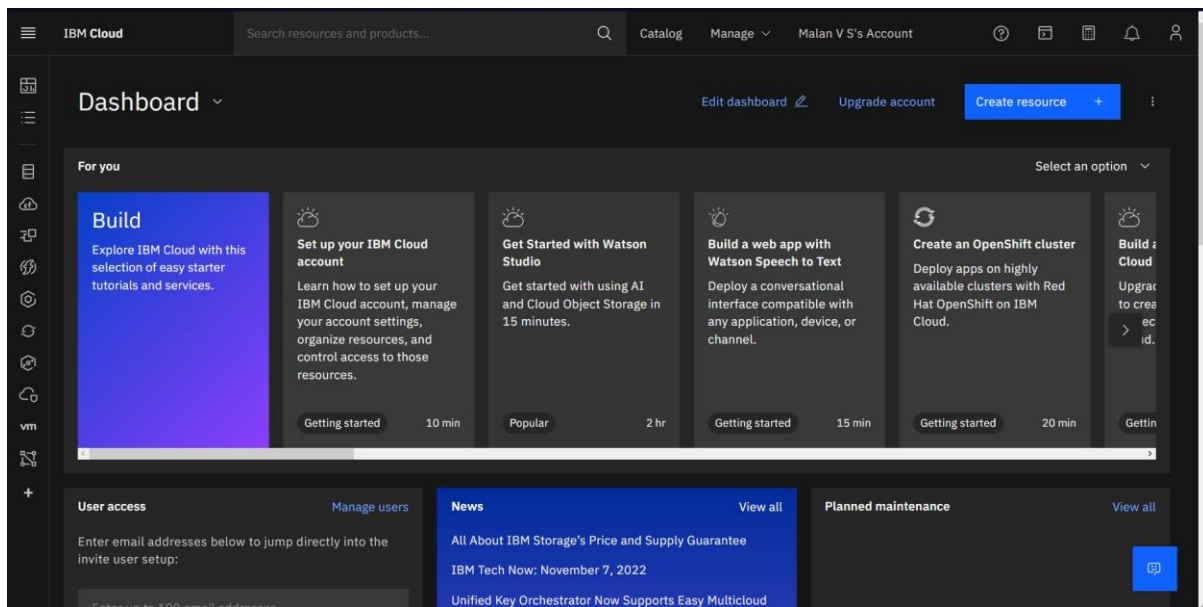 IBM Cloud
Search resources and products...
Catalog
Manage
Malan V S's Account
Dashboard
Edit dashboard
Upgrade account
Create resource +
For you
Select an option
Build
Explore IBM Cloud with this
selection of easy starter
tutorials and services.
Set up your IBM Cloud
account
Learn how to set up your
IBM Cloud account, manage
your account settings,
organize resources, and
control access to those
resources.
Getting started
10 min
Get Started with Watson
Studio
Get started with using AI
and Cloud Object Storage in
15 minutes.
Popular
2 hr
Build a web app with
Watson Speech to Text
Deploy a conversational
interface compatible with
any application, device, or
channel.
Getting started
15 min
Create an OpenShift cluster
Deploy apps on highly
available clusters with Red
Hat OpenShift on IBM
Cloud.
Getting started
20 min
Build
Cloud
to
vm
User access
Manage users
Enter email addresses below to jump directly into the
invite user setup:
Enter up to 100 email addresses
News
View all
All About IBM Storage's Price and Supply Guarantee
IBM Tech Now: November 7, 2022
Unified Key Orchestrator Now Supports Easy Multicloud
Planned maintenance
View all